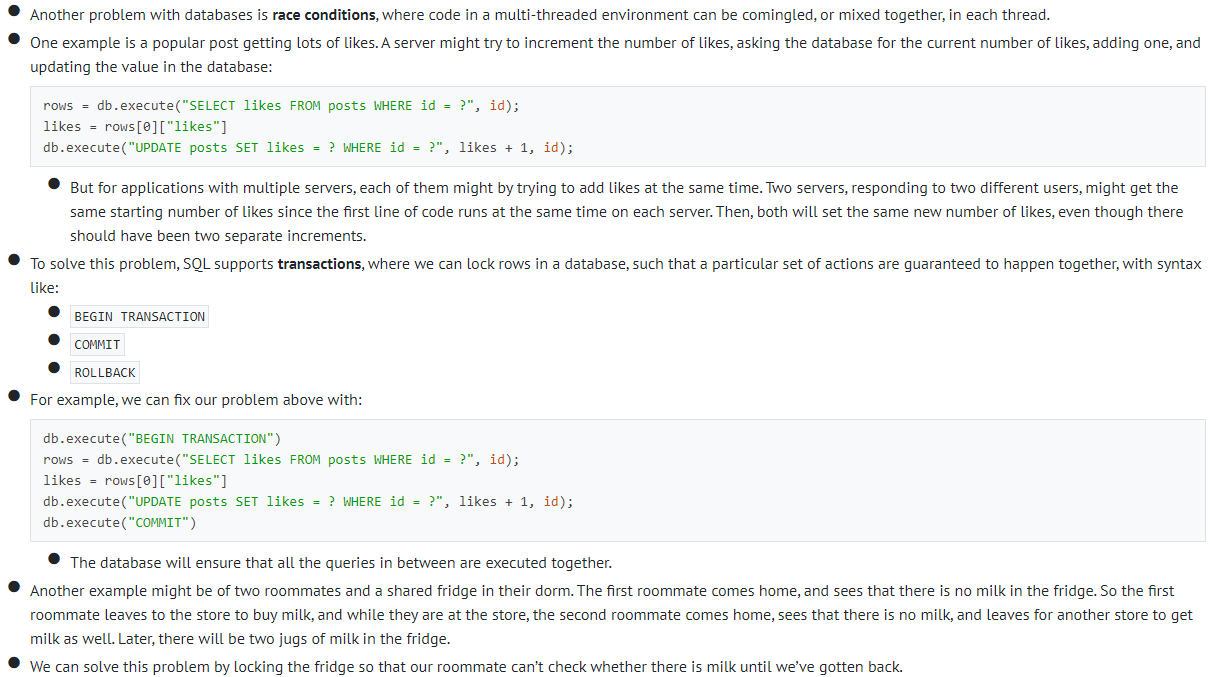 Another problem with databases is race conditions, where code in a multi-threaded environment can be comingled, or mixed together, in each thread.
One example is a popular post getting lots of likes. A server might try to increment the number of likes, asking the database for the current number of likes, adding one, and
updating the value in the database:
rows = db.execute("SELECT likes FROM posts WHERE id = ?", id);
likes = rows[0]["likes"]
db.execute("UPDATE posts SET likes = ? WHERE id = ?", likes + 1, id);
But for applications with multiple servers, each of them might by trying to add likes at the same time. Two servers, responding to two different users, might get the
same starting number of likes since the first line of code runs at the same time on each server. Then, both will set the same new number of likes, even though there
should have been two separate increments.
To solve this problem, SQL supports transactions, where we can lock rows in a database, such that a particular set of actions are guaranteed to happen together, with syntax
like:
BEGIN TRANSACTION
COMMIT
ROLLBACK
For example, we can fix our problem above with:
db.execute("BEGIN TRANSACTION")
rows = db.execute("SELECT likes FROM posts WHERE id = ?", id);
likes = rows[0]["likes"]
db.execute("UPDATE posts SET likes = ? WHERE id = ?", likes + 1, id);
db.execute("COMMIT")
The database will ensure that all the queries in between are executed together.
Another example might be of two roommates and a shared fridge in their dorm. The first roommate comes home, and sees that there is no milk in the fridge. So the first
roommate leaves to the store to buy milk, and while they are at the store, the second roommate comes home, sees that there is no milk, and leaves for another store to get
milk as well. Later, there will be two jugs of milk in the fridge.
We can solve this problem by locking the fridge so that our roommate can't check whether there is milk until we've gotten back.